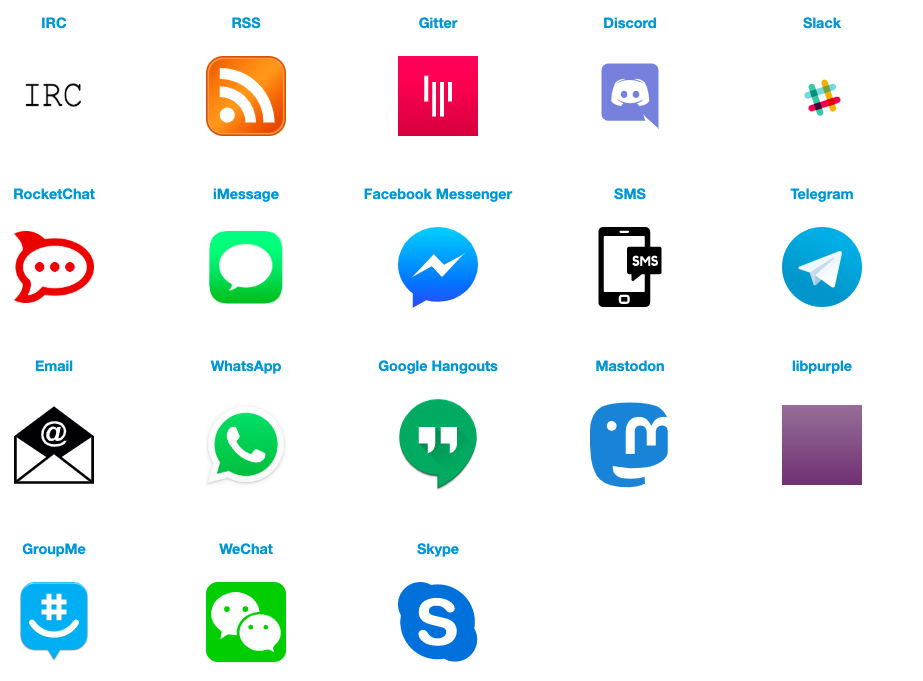 IRC
RSS
Gitter
Discord
Slack
IRC
RocketChat
iMessage
Facebook Messenger
SMS
Telegram
SMS
Email
WhatsApp
Google Hangouts
Mastodon
libpurple
@
m
GroupMe
WeChat
Skype
#
S